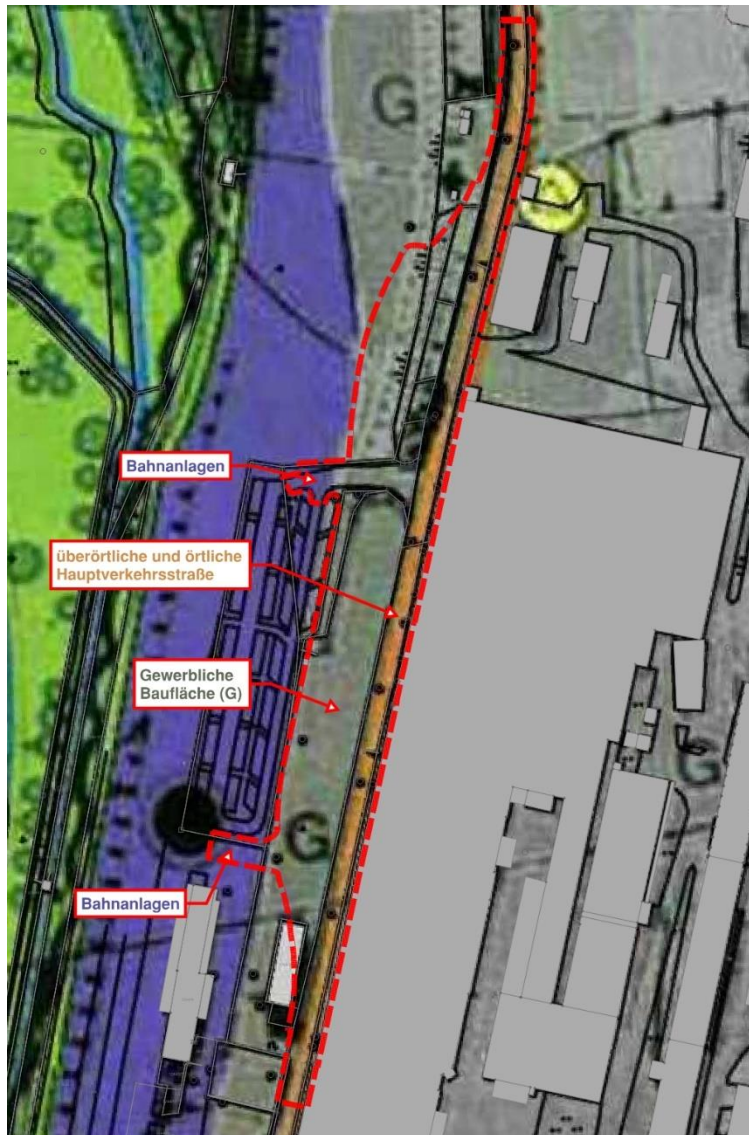 G
Bahnanlagen
überörtliche und örtliche
Hauptverkehrsstraße
Gewerbliche
Baufläche (G)
G
G
Bahnanlagen